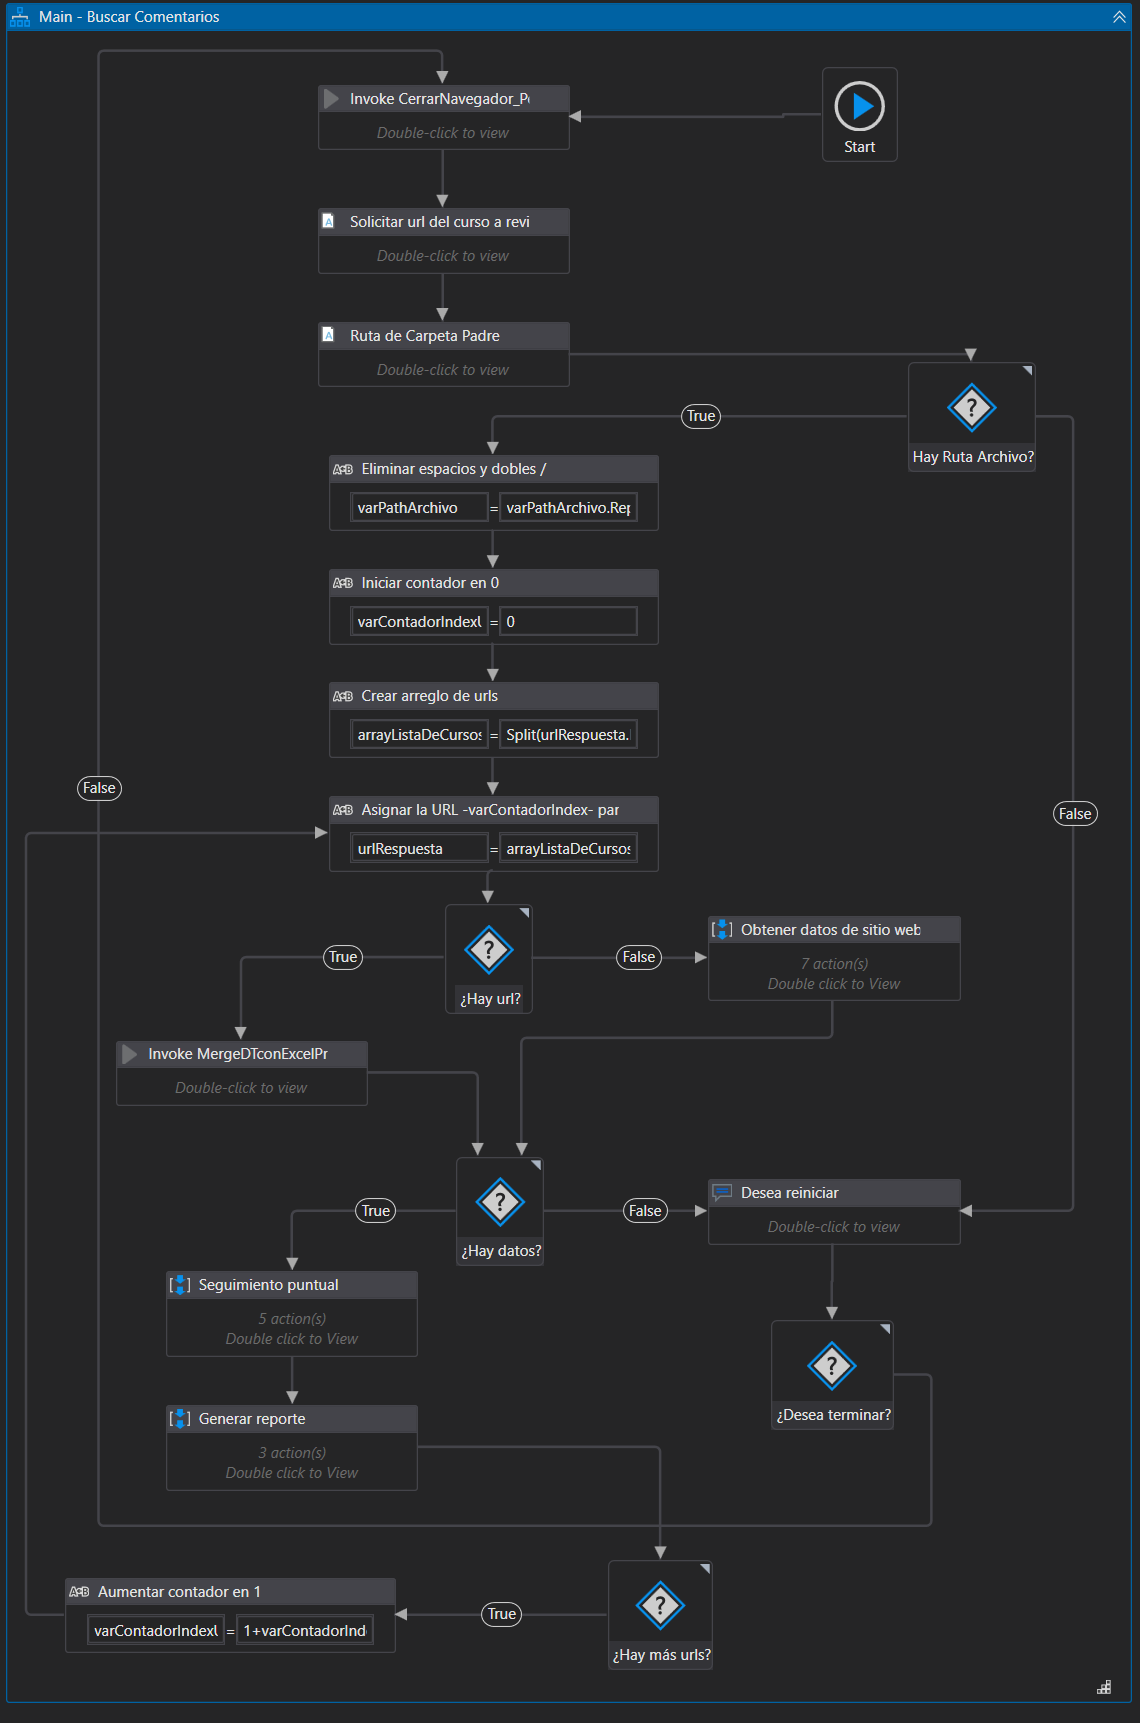 Main - Buscar Comentarios
Invoke CerrarNavegador_P
Double-click to view
Start
Solicitar url del curso a revi
Double-click to view
Ruta de Carpeta Padre
Double-click to view
True
Hay Ruta Archivo?
Eliminar espacios y dobles /
varPathArchivo = varPathArchivo.Rep
Iniciar contador en 0
varContadorIndexU = 0
Crear arreglo de urls
arrayListaDeCursos = Split(urlRespuesta.
False
False
Asignar la URL -varContadorIndex- par
urlRespuesta = arrayListaDeCursos
True
¿Hay url?
False
Obtener datos de sitio web
7 action(s)
Double click to View
Invoke MergeDTconExcelPr
Double-click to view
True
¿Hay datos?
False
Desea reiniciar
Double-click to view
Seguimiento puntual
5 action(s)
Double click to View
¿Desea terminar?
Generar reporte
3 action(s)
Double click to View
Aumentar contador en 1
varContadorIndexU = 1+varContadorInd
True
¿Hay más urls?